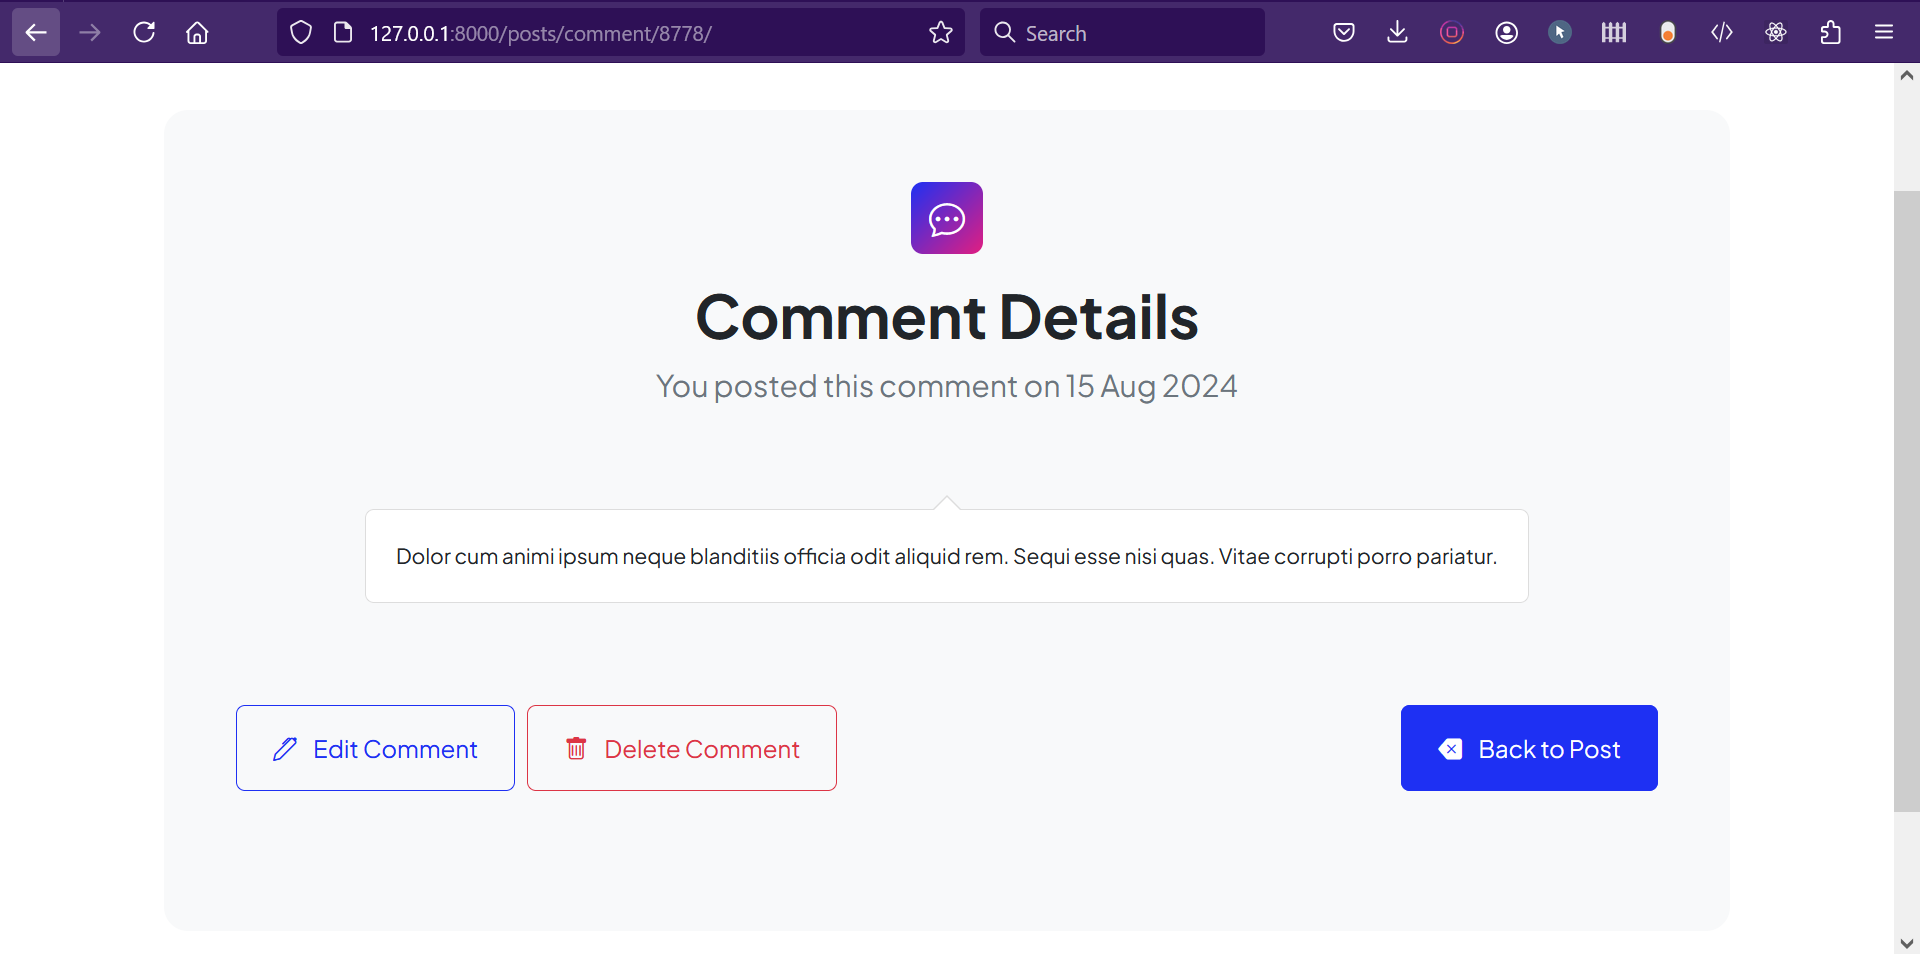 127.0.0.1:8000/posts/comment/8778/
Search
Comment Details
You posted this comment on 15 Aug 2024
Dolor cum animi ipsum neque blanditiis officia odit aliquid rem. Sequi esse nisi quas. Vitae corrupti porro pariatur.
Edit Comment
Delete Comment
Back to Post